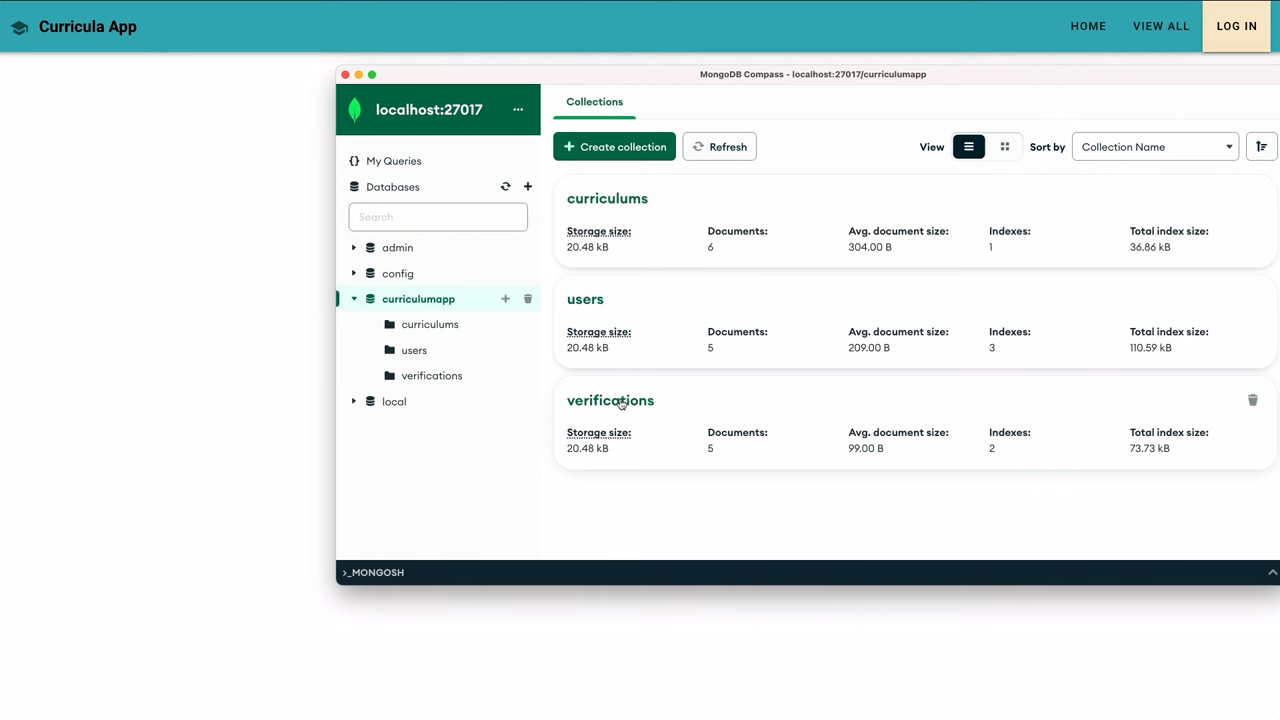 Curricula App
HOME
VIEW ALL
LOG IN
MongoDB Compass - localhost:27017/curriculumapp
localhost:27017
...
My Queries
Databases
Search
admin
config
curriculumapp
curriculums
users
verifications
local
Collections
Create collection
Refresh
View
Sort by
Collection Name
curriculums
Storage size: Documents: Avg. document size: Indexes: Total index size:
20.48 kB 6 304.00 B 1 36.86 kB
users
Storage size: Documents: Avg. document size: Indexes: Total index size:
20.48 kB 5 209.00 B 3 110.59 kB
verifications
Storage size: Documents: Avg. document size: Indexes: Total index size:
20.48 kB 5 99.00 B 2 73.73 kB
>_MONGOSH